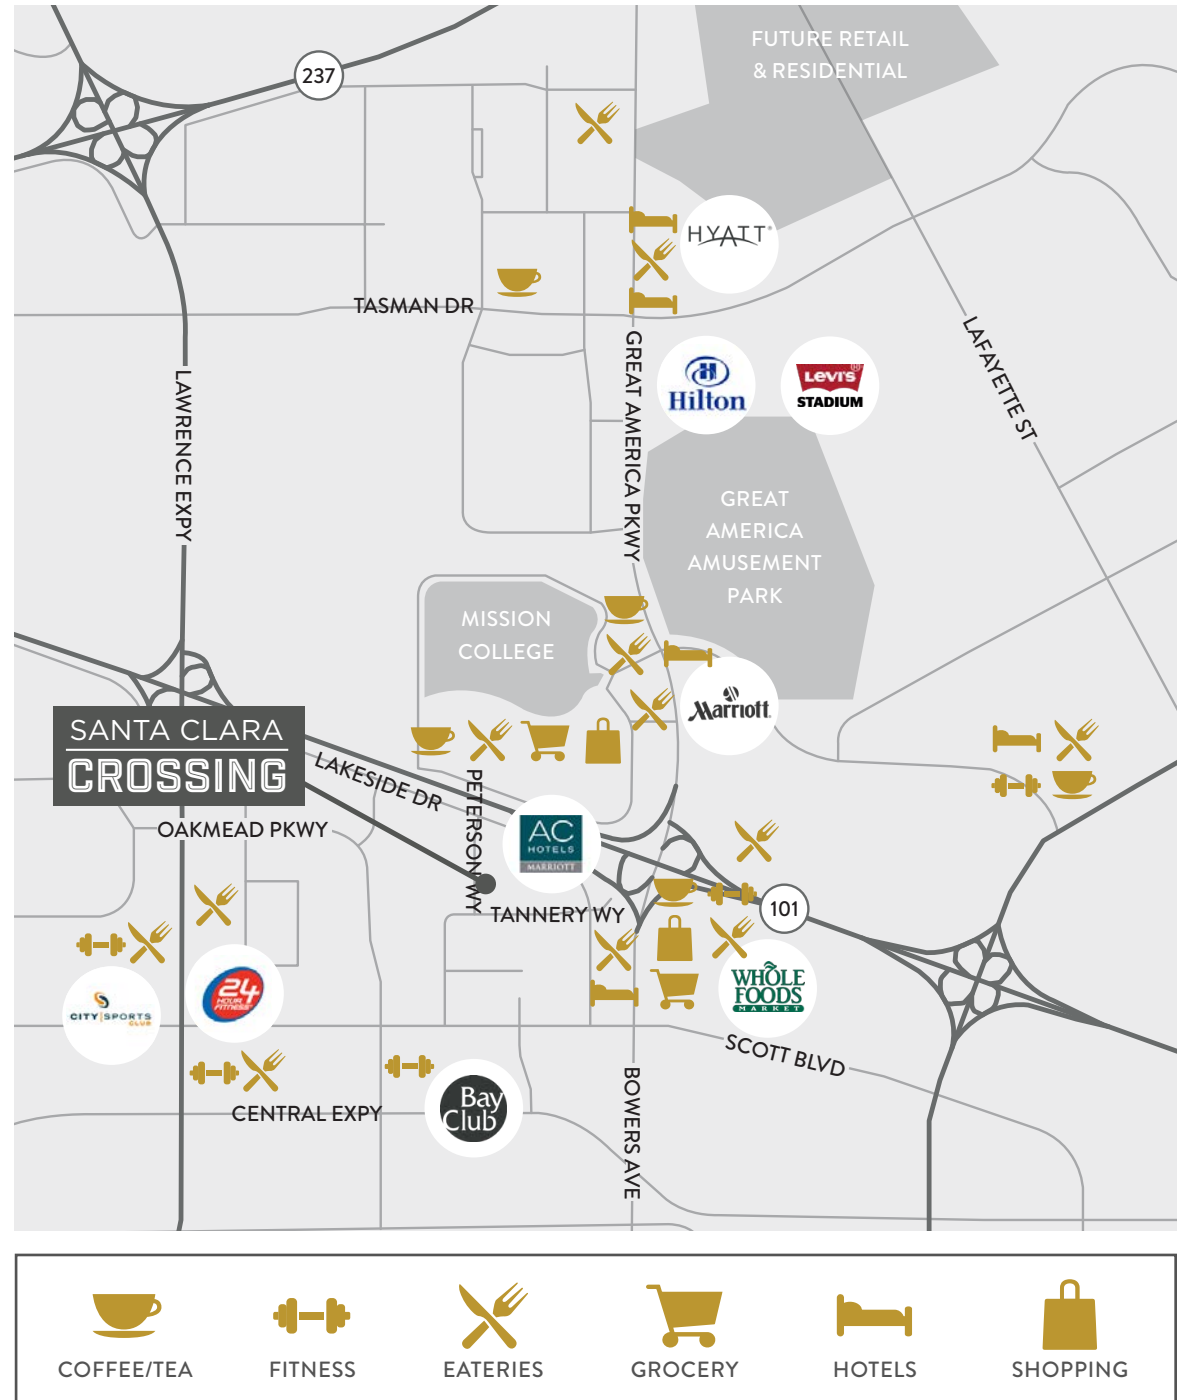 FUTURE RETAIL
& RESIDENTIAL
237
HYATT
TASMAN DR
LAWRENCE EXPY
GREAT AMERICA PKWY
LAFAYETTE ST
Hilton
LEVI'S
STADIUM
GREAT
AMERICA
AMUSEMENT
PARK
MISSION
COLLEGE
Marriott
SANTA CLARA
CROSSING
LAKESIDE DR
PETERSON WY
OAKMEAD PKWY
AC
HOTELS
MARRIOTT
TANNERY WY
101
24
HOUR
FITNESS
CITY SPORTS
CLUB
WHOLE
FOODS
MARKET
SCOTT BLVD
BOWERS AVE
Bay
Club
CENTRAL EXPY
COFFEE/TEA
FITNESS
EATERIES
GROCERY
HOTELS
SHOPPING